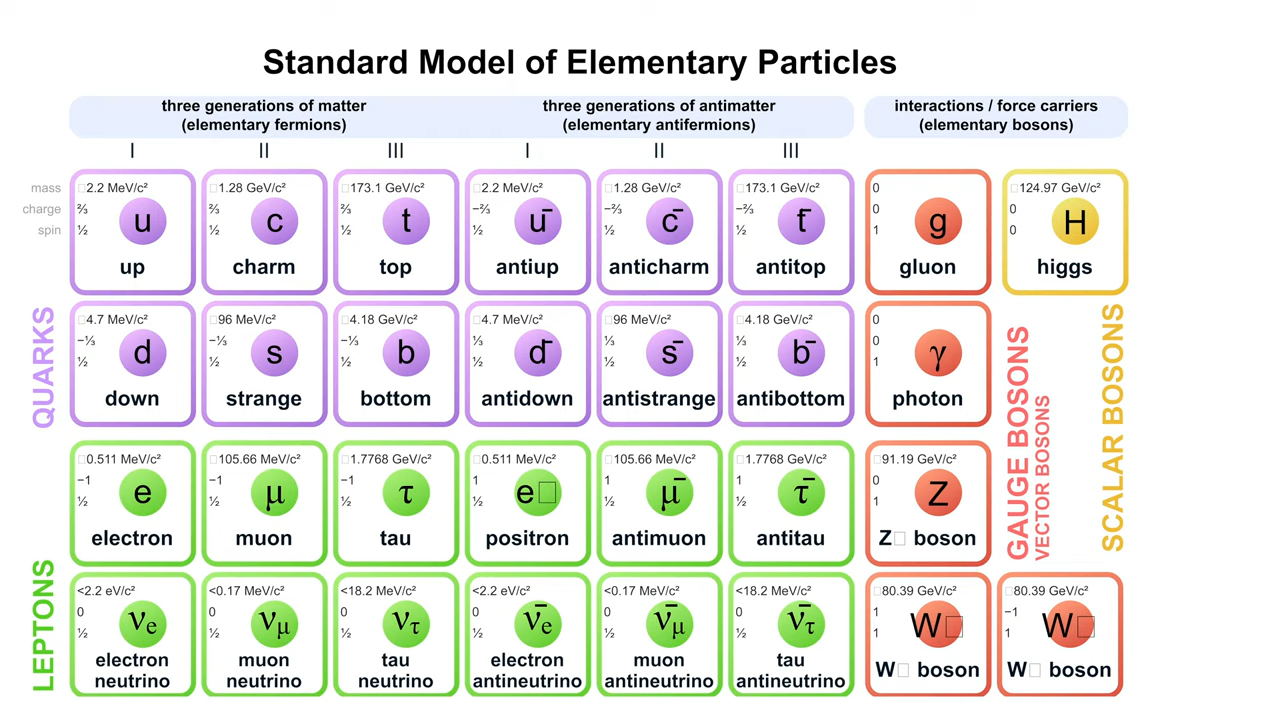 Standard Model of Elementary Particles
three generations of matter
(elementary fermions)
three generations of antimatter
(elementary antifermions)
interactions / force carriers
(elementary bosons)
I II III I II III
mass
charge
spin
□2.2 MeV/c²
⅔
½
u
up
□1.28 GeV/c²
⅔
½
c
charm
□173.1 GeV/c²
⅔
½
t
top
□2.2 MeV/c²
−⅔
½
ū
antiup
□1.28 GeV/c²
−⅔
½
c̄
anticharm
□173.1 GeV/c²
−⅔
½
t̄
antitop
0
0
1
g
gluon
□124.97 GeV/c²
0
0
H
higgs
QUARKS
□4.7 MeV/c²
−⅓
½
d
down
□96 MeV/c²
−⅓
½
s
strange
□4.18 GeV/c²
−⅓
½
b
bottom
□4.7 MeV/c²
⅓
½
d̄
antidown
□96 MeV/c²
⅓
½
s̄
antistrange
□4.18 GeV/c²
⅓
½
b̄
antibottom
0
0
1
γ
photon
GAUGE BOSONS
VECTOR BOSONS
SCALAR BOSONS
LEPTONS
□0.511 MeV/c²
−1
½
e
electron
□105.66 MeV/c²
−1
½
μ
muon
□1.7768 GeV/c²
−1
½
τ
tau
□0.511 MeV/c²
1
½
e□
positron
□105.66 MeV/c²
1
½
μ̄
antimuon
□1.7768 GeV/c²
1
½
τ̄
antitau
□91.19 GeV/c²
0
1
Z
Z□ boson
<2.2 eV/c²
0
½
νe
electron
neutrino
<0.17 MeV/c²
0
½
νμ
muon
neutrino
<18.2 MeV/c²
0
½
ντ
tau
neutrino
<2.2 eV/c²
0
½
ν̄e
electron
antineutrino
<0.17 MeV/c²
0
½
ν̄μ
muon
antineutrino
<18.2 MeV/c²
0
½
ν̄τ
tau
antineutrino
□80.39 GeV/c²
1
1
W□
W□ boson
□80.39 GeV/c²
−1
1
W□
W□ boson